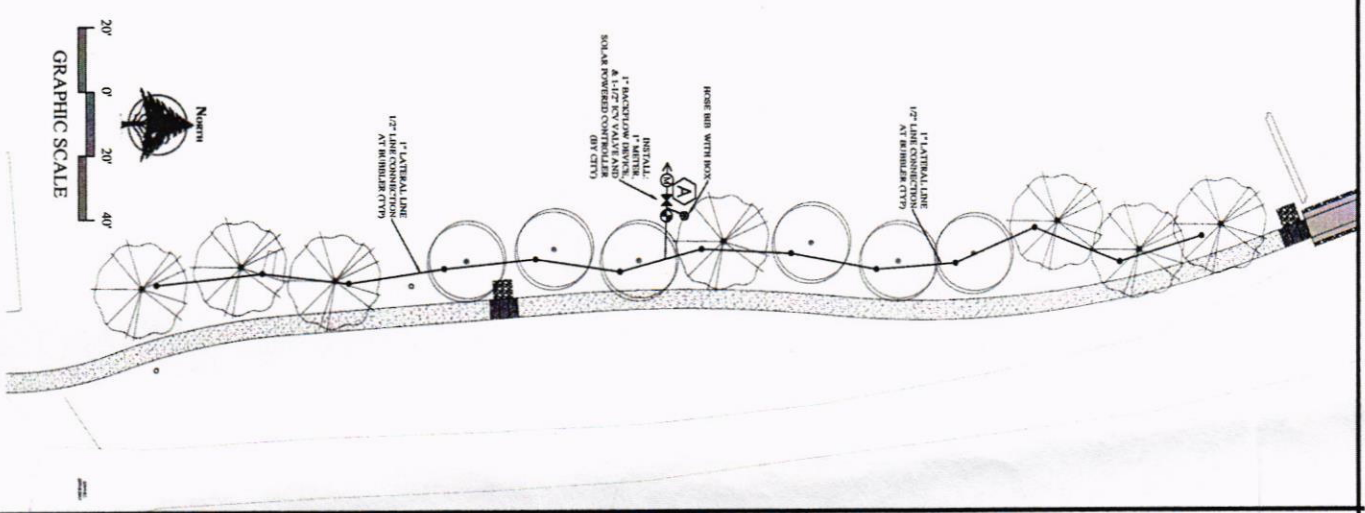 20'
0'
20'
40'
GRAPHIC SCALE
NORTH
1" LATERAL LINE
1/2" LINE CONNECTION
AT BUBBLER (TYP)
INSTALL:
1" METER,
1" BACKFLOW DEVICE,
& 1-1/2" ICV VALVE AND
SOLAR POWERED CONTROLLER
(BY CITY)
HOSE BIB WITH BOX
A
M
1" LATERAL LINE
1/2" LINE CONNECTION
AT BUBBLER (TYP)